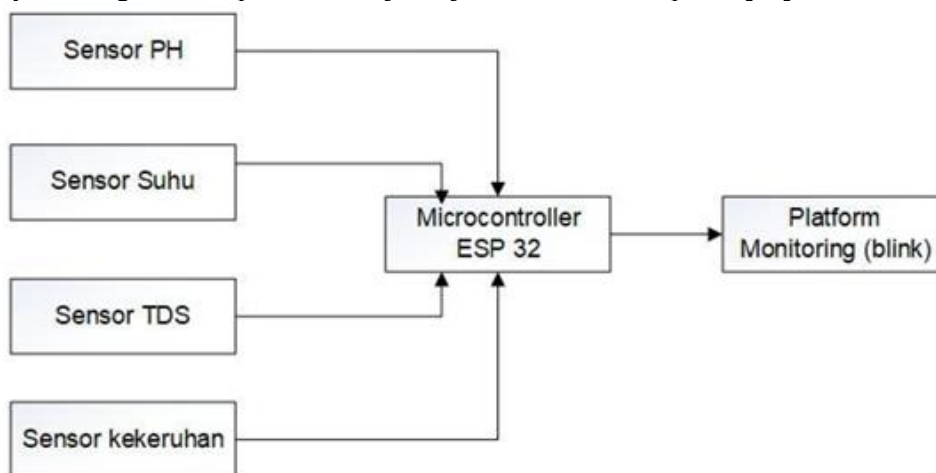 Sensor PH
Sensor Suhu
Sensor TDS
Sensor kekeruhan
Microcontroller
ESP 32
Platform
Monitoring (blink)